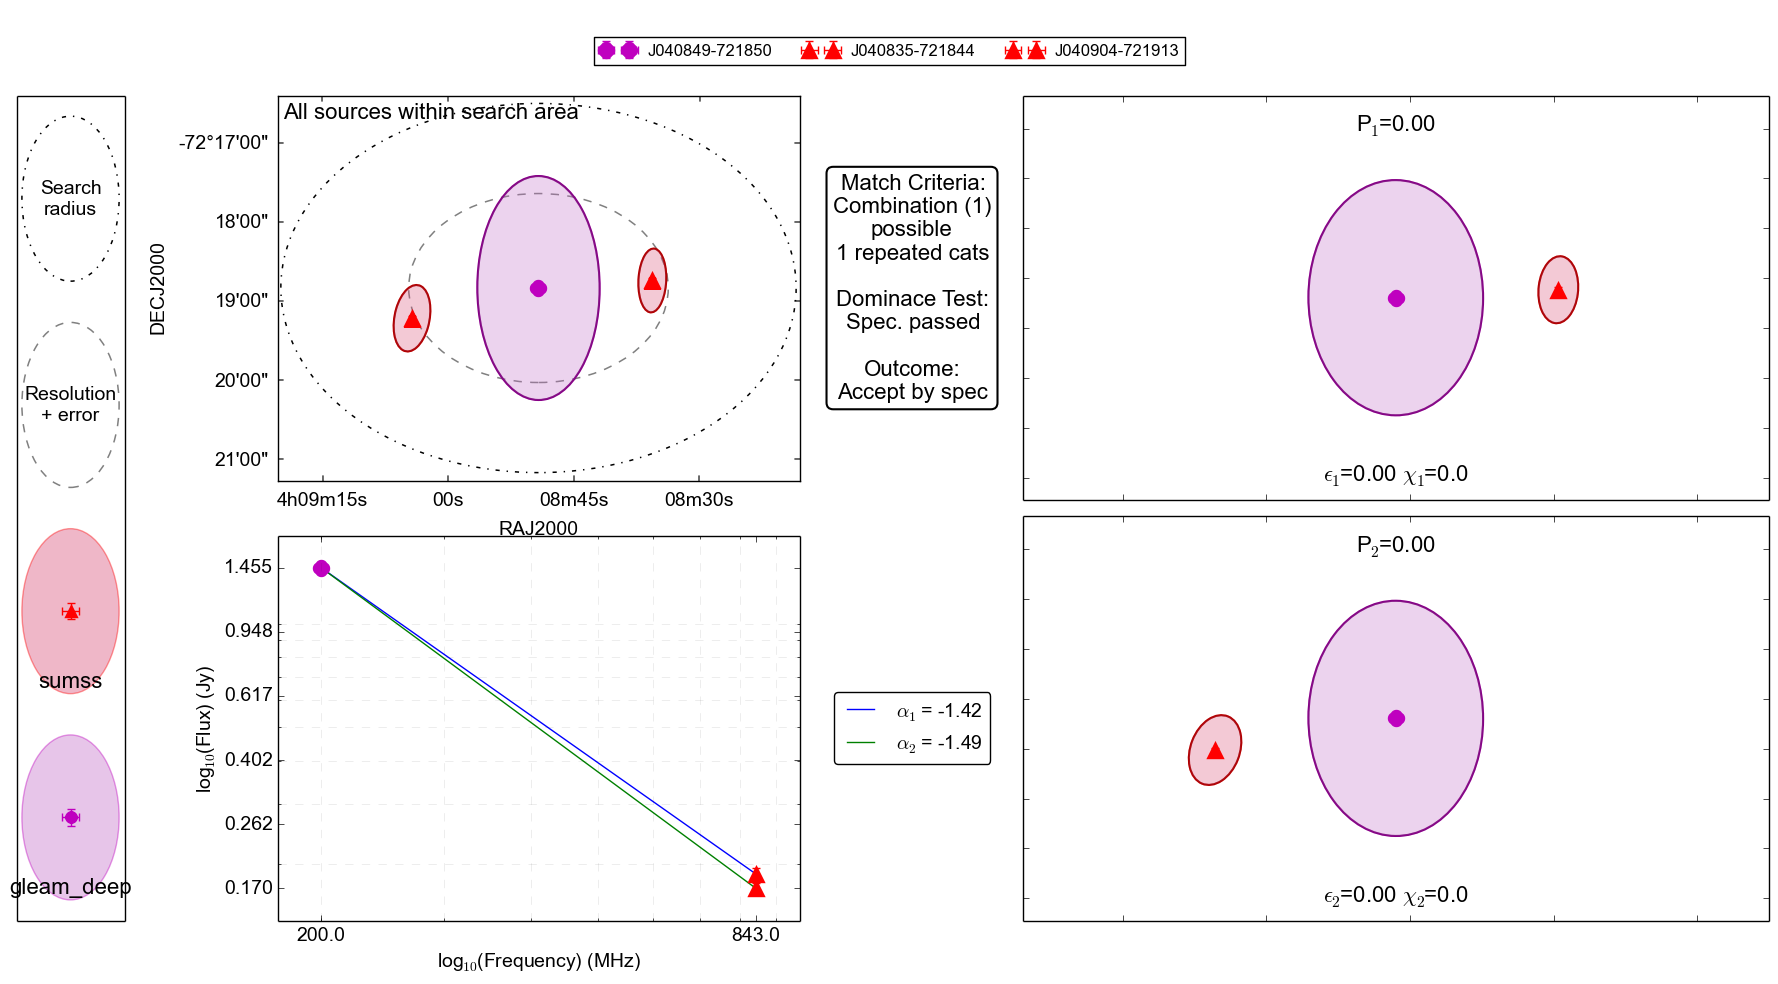 J040849-721850
J040835-721844
J040904-721913
Search
radius
Resolution
+ error
sumss
gleam_deep
All sources within search area
DECJ2000
-72°17'00"
18'00"
19'00"
20'00"
21'00"
4h09m15s
00s
08m45s
08m30s
RAJ2000
Match Criteria:
Combination (1)
possible
1 repeated cats
Dominace Test:
Spec. passed
Outcome:
Accept by spec
P₁=0.00
ϵ₁=0.00 χ₁=0.0
log₁₀(Flux) (Jy)
1.455
0.948
0.617
0.402
0.262
0.170
200.0
843.0
log₁₀(Frequency) (MHz)
α₁ = -1.42
α₂ = -1.49
P₂=0.00
ϵ₂=0.00 χ₂=0.0